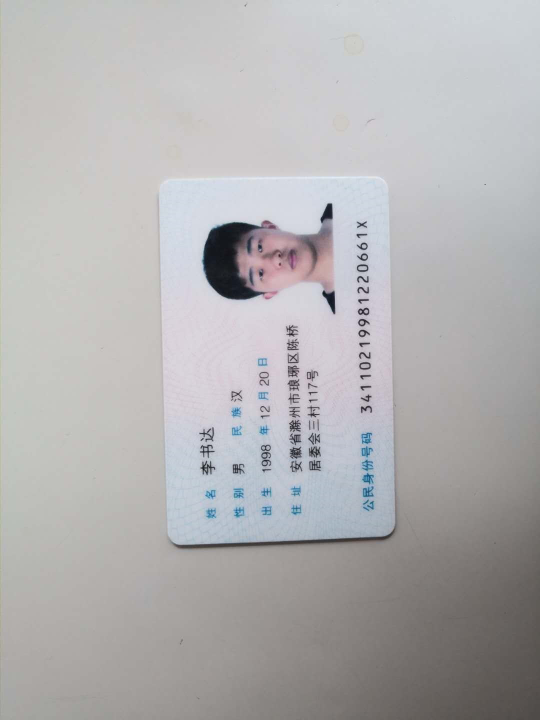 姓名 李书达
性别 男 民族 汉
出生 1998 年 12 月 20 日
住址 安徽省滁州市琅琊区陈桥
居委会三村117号
公民身份号码 34110219981220661X